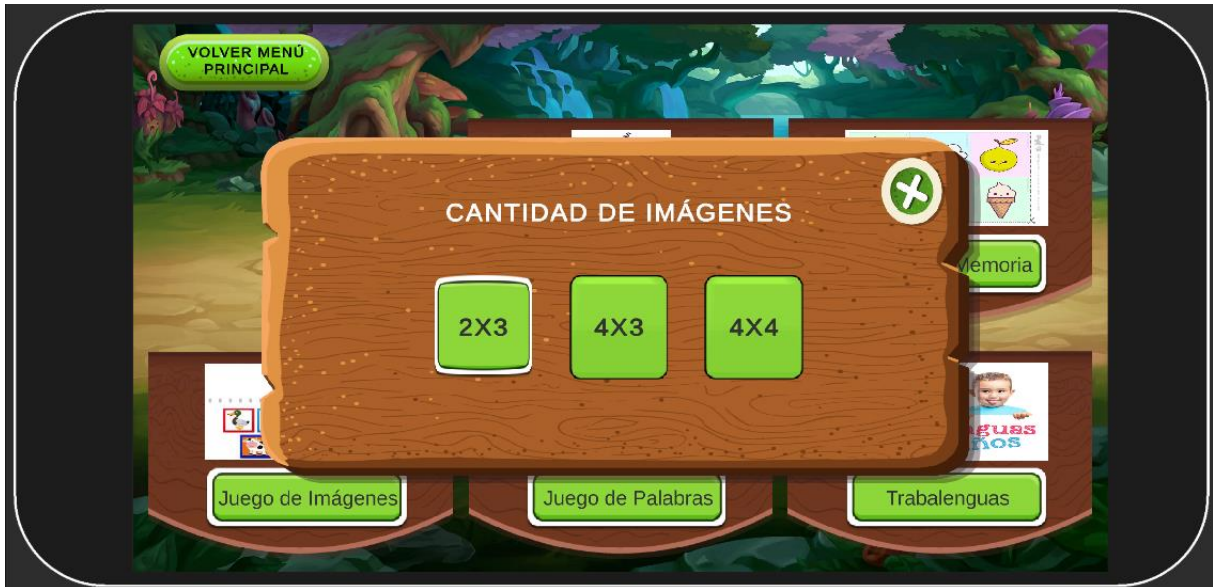 VOLVER MENÚ
PRINCIPAL
CANTIDAD DE IMÁGENES
2X3
4X3
4X4
Memoria
Juego de Imágenes
Juego de Palabras
Trabalenguas